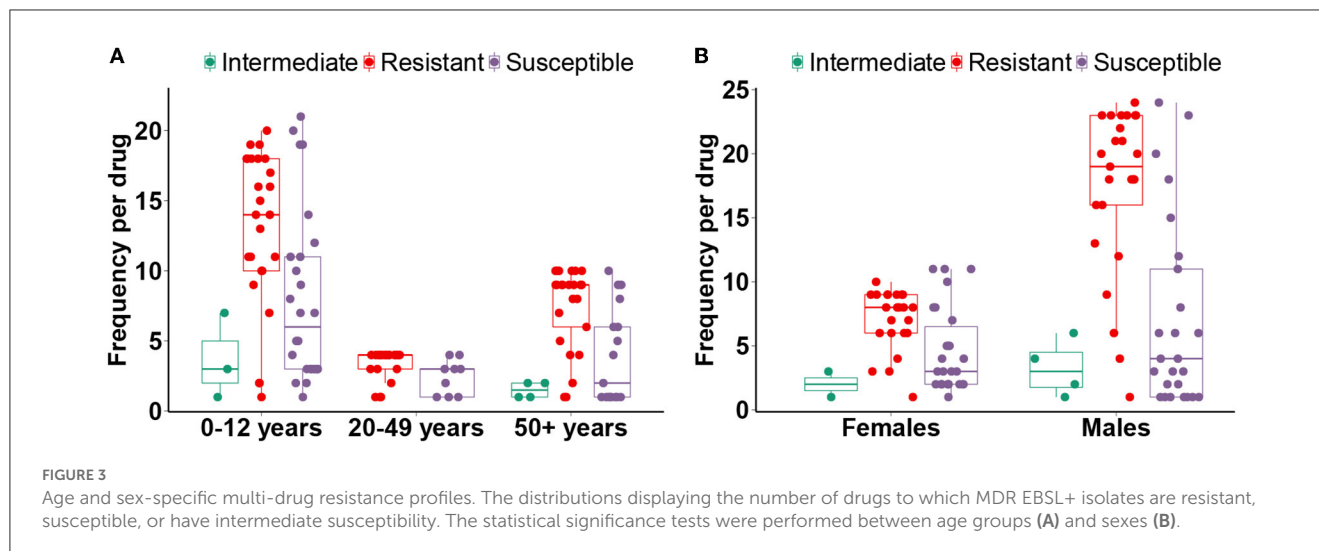 A
Intermediate Resistant Susceptible
Frequency per drug
20
15
10
5
0
0-12 years 20-49 years 50+ years
B
Intermediate Resistant Susceptible
Frequency per drug
25
20
15
10
5
0
Females Males
FIGURE 3
Age and sex-specific multi-drug resistance profiles. The distributions displaying the number of drugs to which MDR EBSL+ isolates are resistant,
susceptible, or have intermediate susceptibility. The statistical significance tests were performed between age groups (A) and sexes (B).